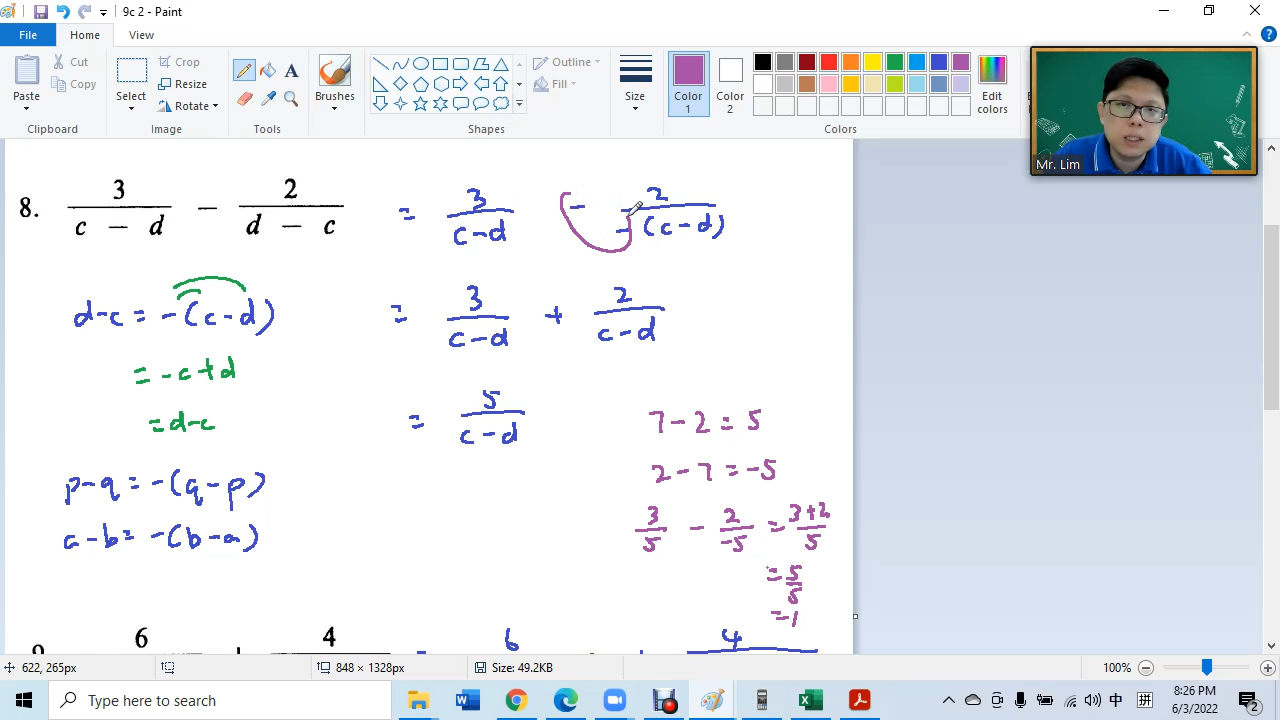 9c 2 - Paint
File Home View
Paste Cut Copy Clipboard
Select Crop Resize Rotate Image
Tools
Brushes
Outline Fill Shapes
Size
Color 1 Color 2 Edit colors Colors
Mr. Lim
8. 3/(c - d) - 2/(d - c) = 3/(c-d) - 2/-(c-d)
d-c = -(c-d) = 3/(c-d) + 2/(c-d)
= -c+d
= d-c = 5/(c-d)
7 - 2 = 5
2 - 7 = -5
p-q = -(q-p)
3/5 - 2/-5 = (3+2)/5
a-b = -(b-a)
= 5/5
= 1
6 + 4 = 6 + 4
622, 265px 848 × 1328px Size: 49.2KB 100%
Type here to search
中 拼 8:26 PM 6/3/2022 2